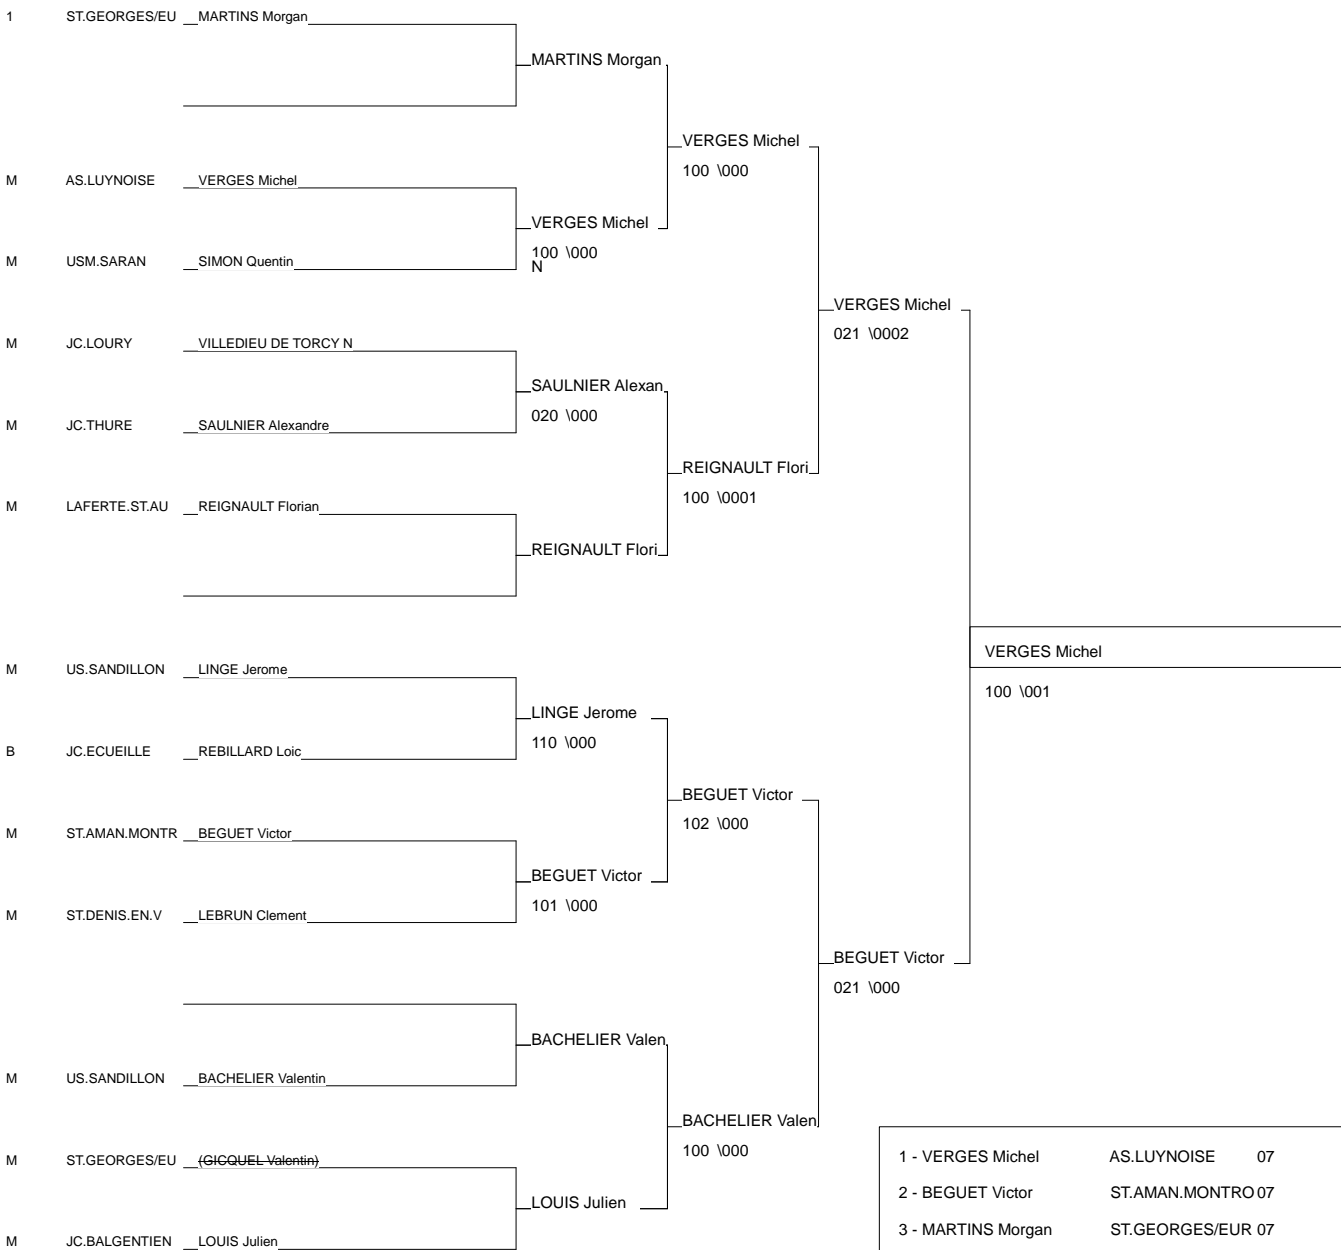 1 ST.GEORGES/EU MARTINS Morgan
MARTINS Morgan
VERGES Michel
100 \000
M AS.LUYNOISE VERGES Michel
VERGES Michel
100 \000
N
M USM.SARAN SIMON Quentin
VERGES Michel
021 \0002
M JC.LOURY VILLEDIEU DE TORCY N
SAULNIER Alexan
020 \000
M JC.THURE SAULNIER Alexandre
REIGNAULT Flori
100 \0001
M LAFERTE.ST.AU REIGNAULT Florian
REIGNAULT Flori
VERGES Michel
100 \001
M US.SANDILLON LINGE Jerome
LINGE Jerome
110 \000
B JC.ECUEILLE REBILLARD Loic
BEGUET Victor
102 \000
M ST.AMAN.MONTR BEGUET Victor
BEGUET Victor
101 \000
M ST.DENIS.EN.V LEBRUN Clement
BEGUET Victor
021 \000
BACHELIER Valen
M US.SANDILLON BACHELIER Valentin
BACHELIER Valen
100 \000
M ST.GEORGES/EU (GICQUEL Valentin)
LOUIS Julien
M JC.BALGENTIEN LOUIS Julien
1 - VERGES Michel AS.LUYNOISE 07
2 - BEGUET Victor ST.AMAN.MONTRO 07
3 - MARTINS Morgan ST.GEORGES/EUR 07